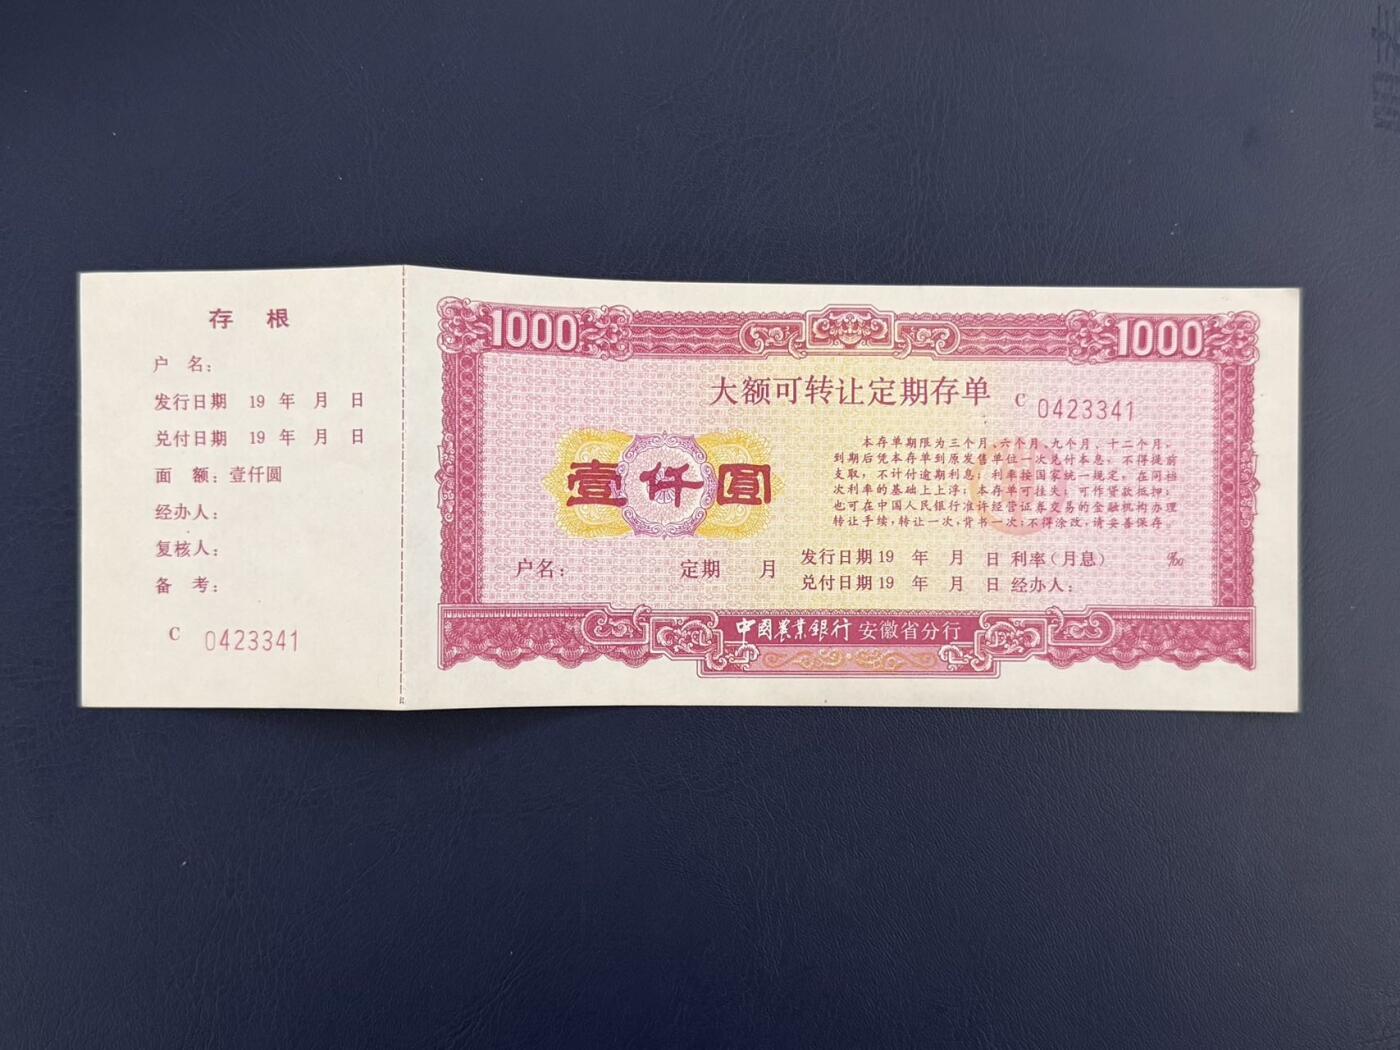 存 根
户 名：
发行日期 19 年 月 日
兑付日期 19 年 月 日
面 额：壹仟圆
经办人：
复核人：
备 考：
C 0423341
1000 1000
大额可转让定期存单 C 0423341
本存单期限为三个月、六个月、九个月、十二个月，
到期后凭本存单到原发售单位一次兑付本息，不得提前
支取，不计付逾期利息；利率按国家统一规定，在同档
次利率的基础上上浮；本存单可挂失；可作贷款抵押；
也可在中国人民银行准许经营证券交易的金融机构办理
转让手续，转让一次，背书一次；不得涂改，请妥善保存。
壹仟圆
户名： 定期 月
发行日期19 年 月 日 利率（月息） ‰
兑付日期19 年 月 日 经办人：
中国农业银行 安徽省分行